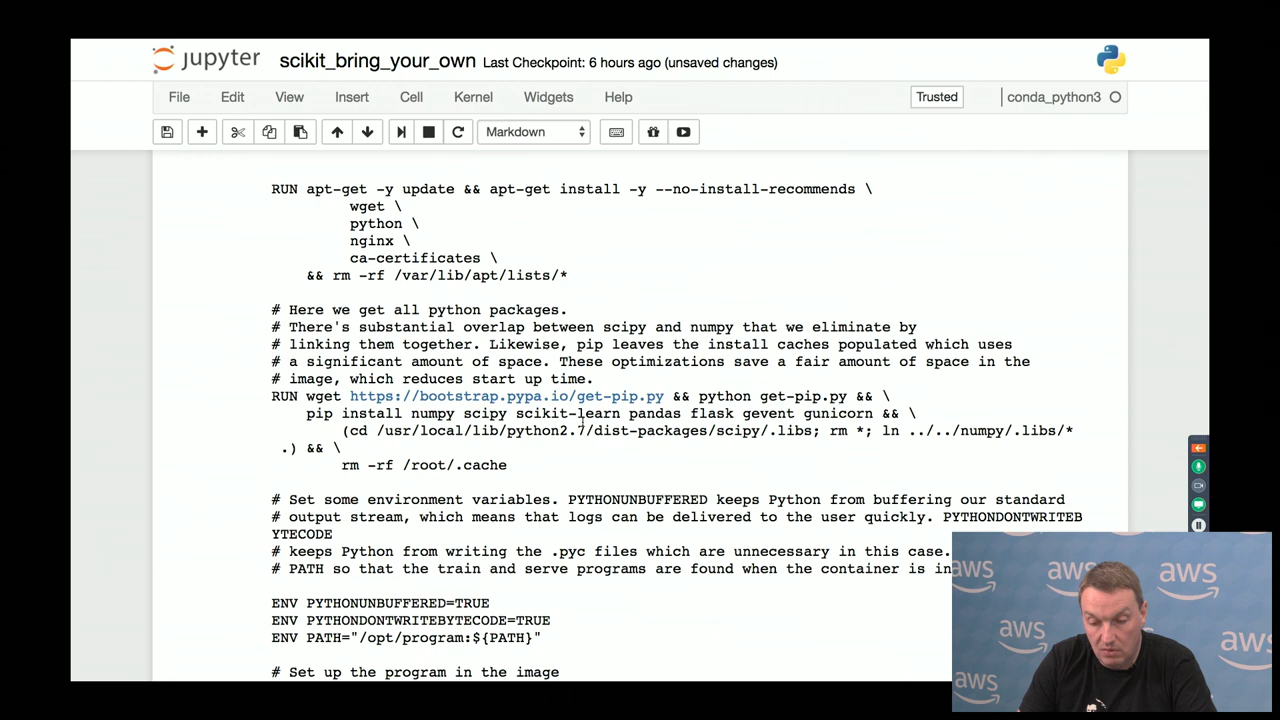 jupyter scikit_bring_your_own Last Checkpoint: 6 hours ago (unsaved changes)
File Edit View Insert Cell Kernel Widgets Help Trusted conda_python3
Markdown
RUN apt-get -y update && apt-get install -y --no-install-recommends \
wget \
python \
nginx \
ca-certificates \
&& rm -rf /var/lib/apt/lists/*
# Here we get all python packages.
# There's substantial overlap between scipy and numpy that we eliminate by
# linking them together. Likewise, pip leaves the install caches populated which uses
# a significant amount of space. These optimizations save a fair amount of space in the
# image, which reduces start up time.
RUN wget https://bootstrap.pypa.io/get-pip.py && python get-pip.py && \
pip install numpy scipy scikit-learn pandas flask gevent gunicorn && \
(cd /usr/local/lib/python2.7/dist-packages/scipy/.libs; rm *; ln ../../numpy/.libs/*
.) && \
rm -rf /root/.cache
# Set some environment variables. PYTHONUNBUFFERED keeps Python from buffering our standard
# output stream, which means that logs can be delivered to the user quickly. PYTHONDONTWRITEB
YTECODE
# keeps Python from writing the .pyc files which are unnecessary in this case.
# PATH so that the train and serve programs are found when the container is in
ENV PYTHONUNBUFFERED=TRUE
ENV PYTHONDONTWRITEBYTECODE=TRUE
ENV PATH="/opt/program:${PATH}"
# Set up the program in the image
aws aws aws
aws aws
aws